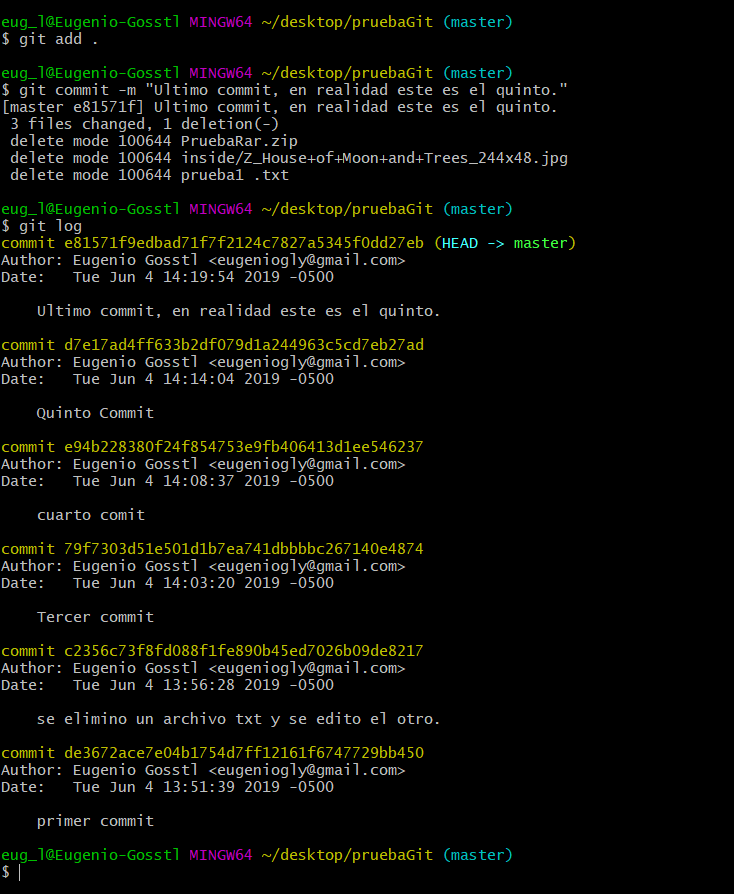 eug_l@Eugenio-Gosstl MINGW64 ~/desktop/pruebaGit (master)
$ git add .
eug_l@Eugenio-Gosstl MINGW64 ~/desktop/pruebaGit (master)
$ git commit -m "Ultimo commit, en realidad este es el quinto."
[master e81571f] Ultimo commit, en realidad este es el quinto.
 3 files changed, 1 deletion(-)
 delete mode 100644 PruebaRar.zip
 delete mode 100644 inside/Z_House+of+Moon+and+Trees_244x48.jpg
 delete mode 100644 prueba1 .txt
eug_l@Eugenio-Gosstl MINGW64 ~/desktop/pruebaGit (master)
$ git log
commit e81571f9edbad71f7f2124c7827a5345f0dd27eb (HEAD -> master)
Author: Eugenio Gosstl <eugeniogly@gmail.com>
Date:   Tue Jun 4 14:19:54 2019 -0500
    Ultimo commit, en realidad este es el quinto.
commit d7e17ad4ff633b2df079d1a244963c5cd7eb27ad
Author: Eugenio Gosstl <eugeniogly@gmail.com>
Date:   Tue Jun 4 14:14:04 2019 -0500
    Quinto Commit
commit e94b228380f24f854753e9fb406413d1ee546237
Author: Eugenio Gosstl <eugeniogly@gmail.com>
Date:   Tue Jun 4 14:08:37 2019 -0500
    cuarto comit
commit 79f7303d51e501d1b7ea741dbbbbc267140e4874
Author: Eugenio Gosstl <eugeniogly@gmail.com>
Date:   Tue Jun 4 14:03:20 2019 -0500
    Tercer commit
commit c2356c73f8fd088f1fe890b45ed7026b09de8217
Author: Eugenio Gosstl <eugeniogly@gmail.com>
Date:   Tue Jun 4 13:56:28 2019 -0500
    se elimino un archivo txt y se edito el otro.
commit de3672ace7e04b1754d7ff12161f6747729bb450
Author: Eugenio Gosstl <eugeniogly@gmail.com>
Date:   Tue Jun 4 13:51:39 2019 -0500
    primer commit
eug_l@Eugenio-Gosstl MINGW64 ~/desktop/pruebaGit (master)
$